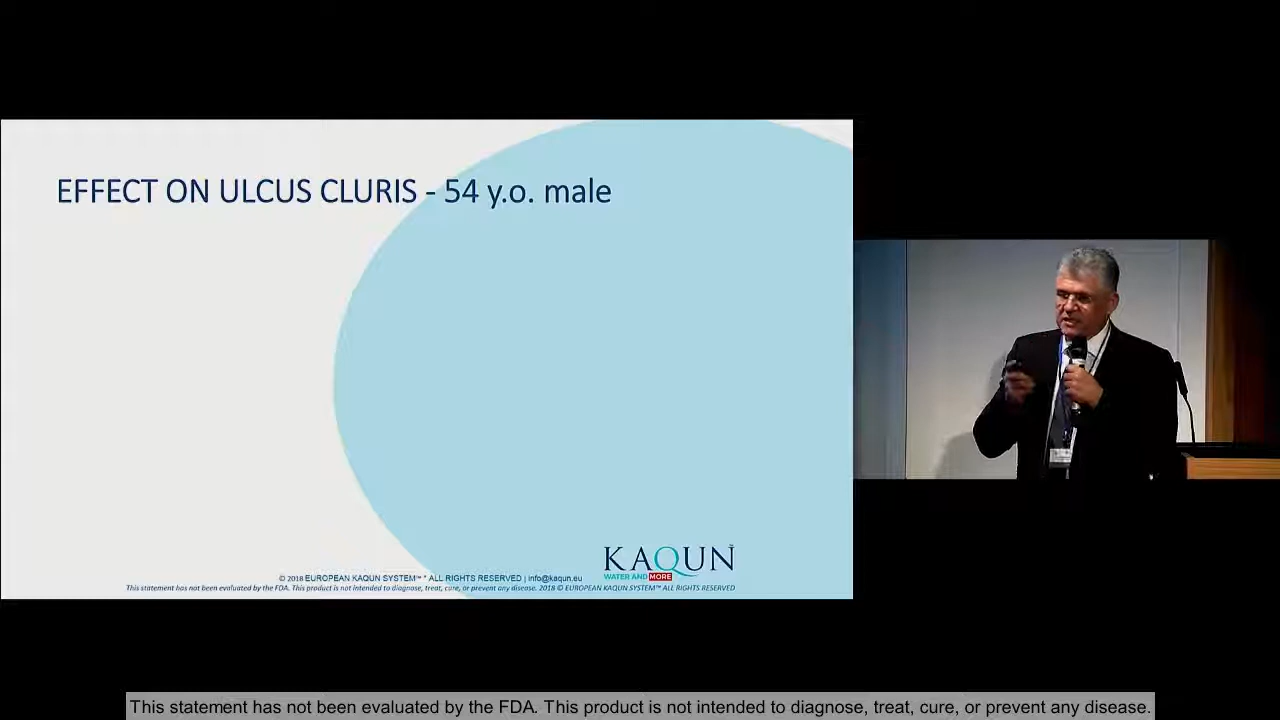 EFFECT ON ULCUS CLURIS - 54 y.o. male
KAQUN™
WATER AND MORE
© 2018 EUROPEAN KAQUN SYSTEM™ * ALL RIGHTS RESERVED | info@kaqun.eu
This statement has not been evaluated by the FDA. This product is not intended to diagnose, treat, cure, or prevent any disease. 2018 © EUROPEAN KAQUN SYSTEM™ ALL RIGHTS RESERVED
This statement has not been evaluated by the FDA. This product is not intended to diagnose, treat, cure, or prevent any disease.